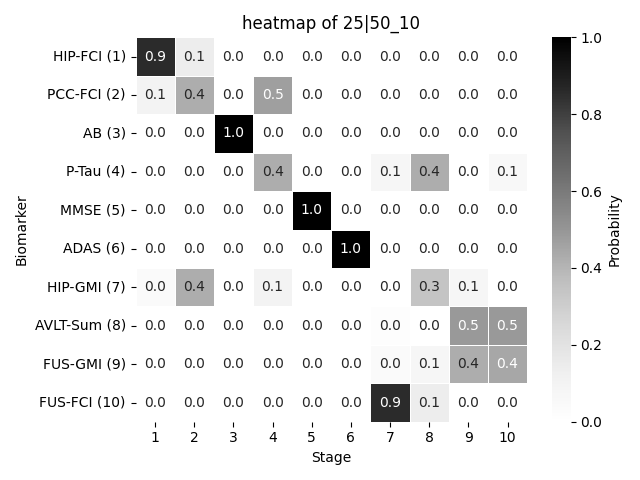 heatmap of 25|50_10
HIP-FCI (1) 0.9 0.1 0.0 0.0 0.0 0.0 0.0 0.0 0.0 0.0
PCC-FCI (2) 0.1 0.4 0.0 0.5 0.0 0.0 0.0 0.0 0.0 0.0
AB (3) 0.0 0.0 1.0 0.0 0.0 0.0 0.0 0.0 0.0 0.0
P-Tau (4) 0.0 0.0 0.0 0.4 0.0 0.0 0.1 0.4 0.0 0.1
MMSE (5) 0.0 0.0 0.0 0.0 1.0 0.0 0.0 0.0 0.0 0.0
ADAS (6) 0.0 0.0 0.0 0.0 0.0 1.0 0.0 0.0 0.0 0.0
HIP-GMI (7) 0.0 0.4 0.0 0.1 0.0 0.0 0.0 0.3 0.1 0.0
AVLT-Sum (8) 0.0 0.0 0.0 0.0 0.0 0.0 0.0 0.0 0.5 0.5
FUS-GMI (9) 0.0 0.0 0.0 0.0 0.0 0.0 0.0 0.1 0.4 0.4
FUS-FCI (10) 0.0 0.0 0.0 0.0 0.0 0.0 0.9 0.1 0.0 0.0
1 2 3 4 5 6 7 8 9 10
Stage
Biomarker
1.0
0.8
0.6
0.4
0.2
0.0
Probability